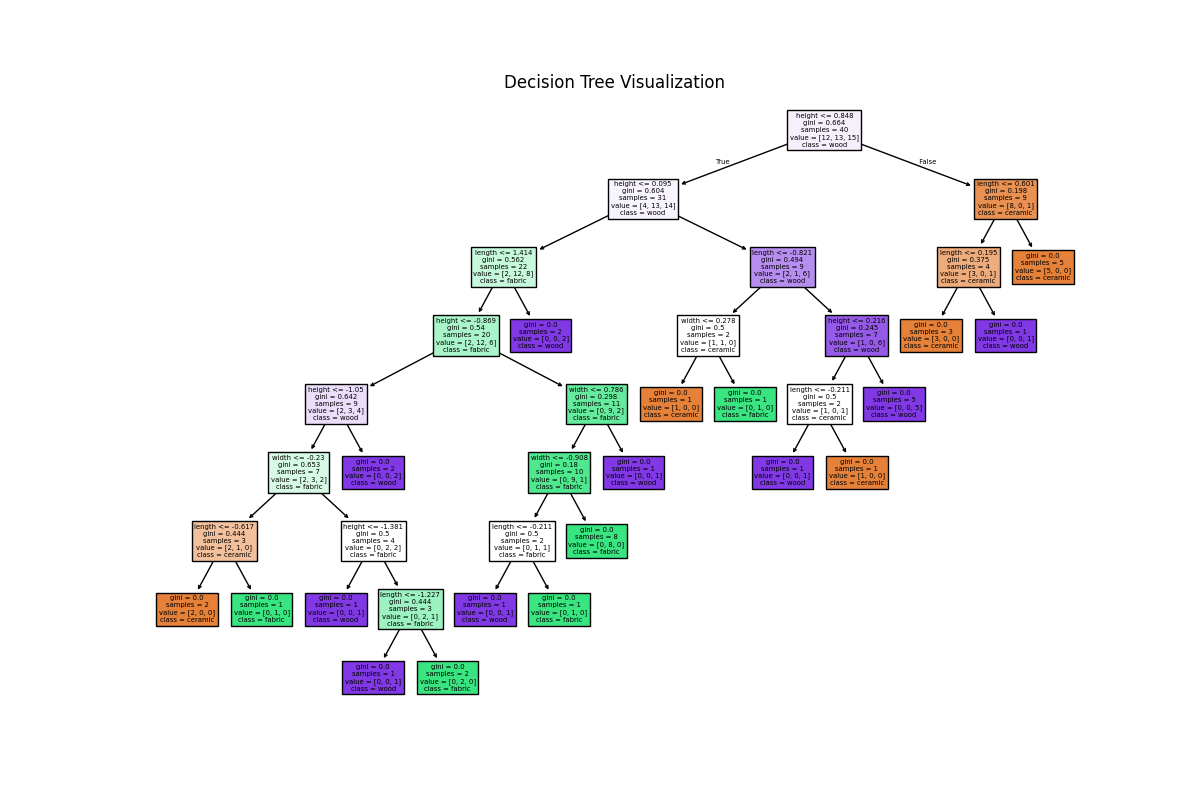 Decision Tree Visualization
height <= 0.848
gini = 0.664
samples = 40
value = [12, 13, 15]
class = wood
True
False
height <= 0.095
gini = 0.604
samples = 31
value = [4, 13, 14]
class = wood
length <= 0.601
gini = 0.198
samples = 9
value = [8, 0, 1]
class = ceramic
length <= 1.414
gini = 0.562
samples = 22
value = [2, 12, 8]
class = fabric
length <= -0.821
gini = 0.494
samples = 9
value = [2, 1, 6]
class = wood
length <= 0.195
gini = 0.375
samples = 4
value = [3, 0, 1]
class = ceramic
gini = 0.0
samples = 5
value = [5, 0, 0]
class = ceramic
height <= -0.869
gini = 0.54
samples = 20
value = [2, 12, 6]
class = fabric
gini = 0.0
samples = 2
value = [0, 0, 2]
class = wood
width <= 0.278
gini = 0.5
samples = 2
value = [1, 1, 0]
class = ceramic
height <= 0.216
gini = 0.245
samples = 7
value = [1, 0, 6]
class = wood
gini = 0.0
samples = 3
value = [3, 0, 0]
class = ceramic
gini = 0.0
samples = 1
value = [0, 0, 1]
class = wood
height <= -1.05
gini = 0.642
samples = 9
value = [2, 3, 4]
class = wood
width <= 0.786
gini = 0.298
samples = 11
value = [0, 9, 2]
class = fabric
gini = 0.0
samples = 1
value = [1, 0, 0]
class = ceramic
gini = 0.0
samples = 1
value = [0, 1, 0]
class = fabric
length <= -0.211
gini = 0.5
samples = 2
value = [1, 0, 1]
class = ceramic
gini = 0.0
samples = 5
value = [0, 0, 5]
class = wood
width <= -0.23
gini = 0.653
samples = 7
value = [2, 3, 2]
class = fabric
gini = 0.0
samples = 2
value = [0, 0, 2]
class = wood
width <= -0.908
gini = 0.18
samples = 10
value = [0, 9, 1]
class = fabric
gini = 0.0
samples = 1
value = [0, 0, 1]
class = wood
gini = 0.0
samples = 1
value = [0, 0, 1]
class = wood
gini = 0.0
samples = 1
value = [1, 0, 0]
class = ceramic
length <= -0.617
gini = 0.444
samples = 3
value = [2, 1, 0]
class = ceramic
height <= -1.381
gini = 0.5
samples = 4
value = [0, 2, 2]
class = fabric
length <= -0.211
gini = 0.5
samples = 2
value = [0, 1, 1]
class = fabric
gini = 0.0
samples = 8
value = [0, 8, 0]
class = fabric
gini = 0.0
samples = 2
value = [2, 0, 0]
class = ceramic
gini = 0.0
samples = 1
value = [0, 1, 0]
class = fabric
gini = 0.0
samples = 1
value = [0, 0, 1]
class = wood
length <= -1.227
gini = 0.444
samples = 3
value = [0, 2, 1]
class = fabric
gini = 0.0
samples = 1
value = [0, 0, 1]
class = wood
gini = 0.0
samples = 1
value = [0, 1, 0]
class = fabric
gini = 0.0
samples = 1
value = [0, 0, 1]
class = wood
gini = 0.0
samples = 2
value = [0, 2, 0]
class = fabric